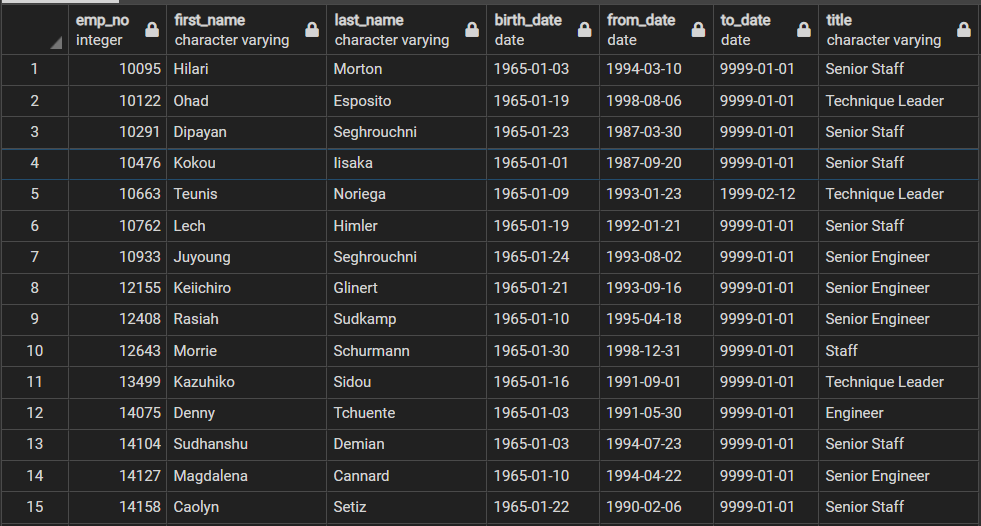 emp_no first_name last_name birth_date from_date to_date title
integer character varying character varying date date date character varying
1 10095 Hilari Morton 1965-01-03 1994-03-10 9999-01-01 Senior Staff
2 10122 Ohad Esposito 1965-01-19 1998-08-06 9999-01-01 Technique Leader
3 10291 Dipayan Seghrouchni 1965-01-23 1987-03-30 9999-01-01 Senior Staff
4 10476 Kokou Iisaka 1965-01-01 1987-09-20 9999-01-01 Senior Staff
5 10663 Teunis Noriega 1965-01-09 1993-01-23 1999-02-12 Technique Leader
6 10762 Lech Himler 1965-01-19 1992-01-21 9999-01-01 Senior Staff
7 10933 Juyoung Seghrouchni 1965-01-24 1993-08-02 9999-01-01 Senior Engineer
8 12155 Keiichiro Glinert 1965-01-21 1993-09-16 9999-01-01 Senior Engineer
9 12408 Rasiah Sudkamp 1965-01-10 1995-04-18 9999-01-01 Senior Engineer
10 12643 Morrie Schurmann 1965-01-30 1998-12-31 9999-01-01 Staff
11 13499 Kazuhiko Sidou 1965-01-16 1991-09-01 9999-01-01 Technique Leader
12 14075 Denny Tchuente 1965-01-03 1991-05-30 9999-01-01 Engineer
13 14104 Sudhanshu Demian 1965-01-03 1994-07-23 9999-01-01 Senior Staff
14 14127 Magdalena Cannard 1965-01-10 1994-04-22 9999-01-01 Senior Engineer
15 14158 Caolyn Setiz 1965-01-22 1990-02-06 9999-01-01 Senior Staff